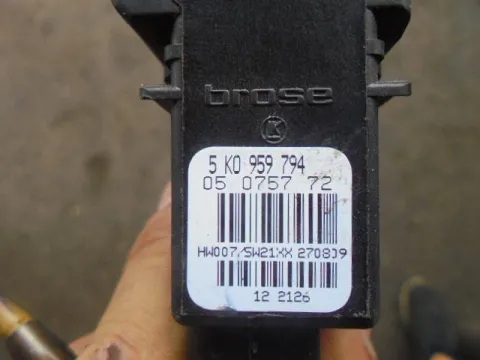 brose
K
5 K0 959 794
05 0757 72
HW007/SW21XX 270809
12 2126